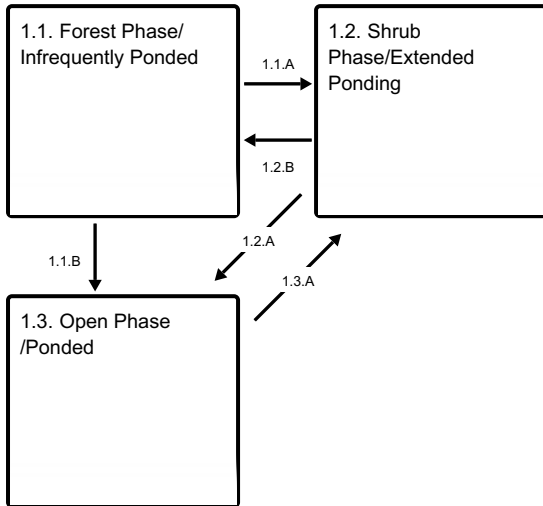 1.1. Forest Phase/
Infrequently Ponded
1.1.A
1.2. Shrub
Phase/Extended
Ponding
1.2.B
1.2.A
1.1.B
1.3.A
1.3. Open Phase
/Ponded